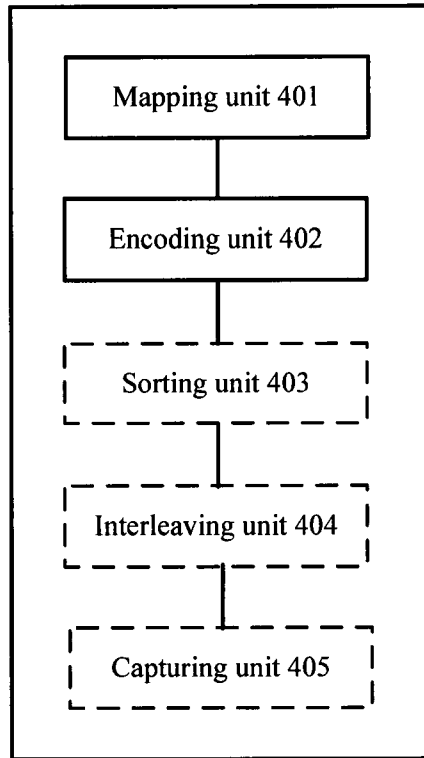 Mapping unit 401
Encoding unit 402
Sorting unit 403
Interleaving unit 404
Capturing unit 405